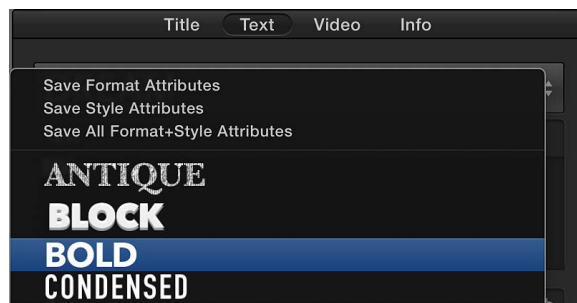 Title Text Video Info
Save Format Attributes
Save Style Attributes
Save All Format+Style Attributes
ANTIQUE
BLOCK
BOLD
CONDENSED